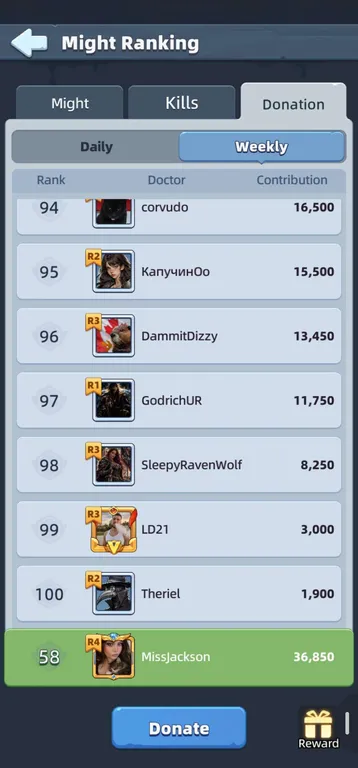 Might Ranking
Might Kills Donation
Daily Weekly
Rank Doctor Contribution
94 corvudo 16,500
R2
95 КапучинОо 15,500
R3
96 DammitDizzy 13,450
R1
97 GodrichUR 11,750
R3
98 SleepyRavenWolf 8,250
R3
99 LD21 3,000
R2
100 Theriel 1,900
R4
58 MissJackson 36,850
Donate
Reward